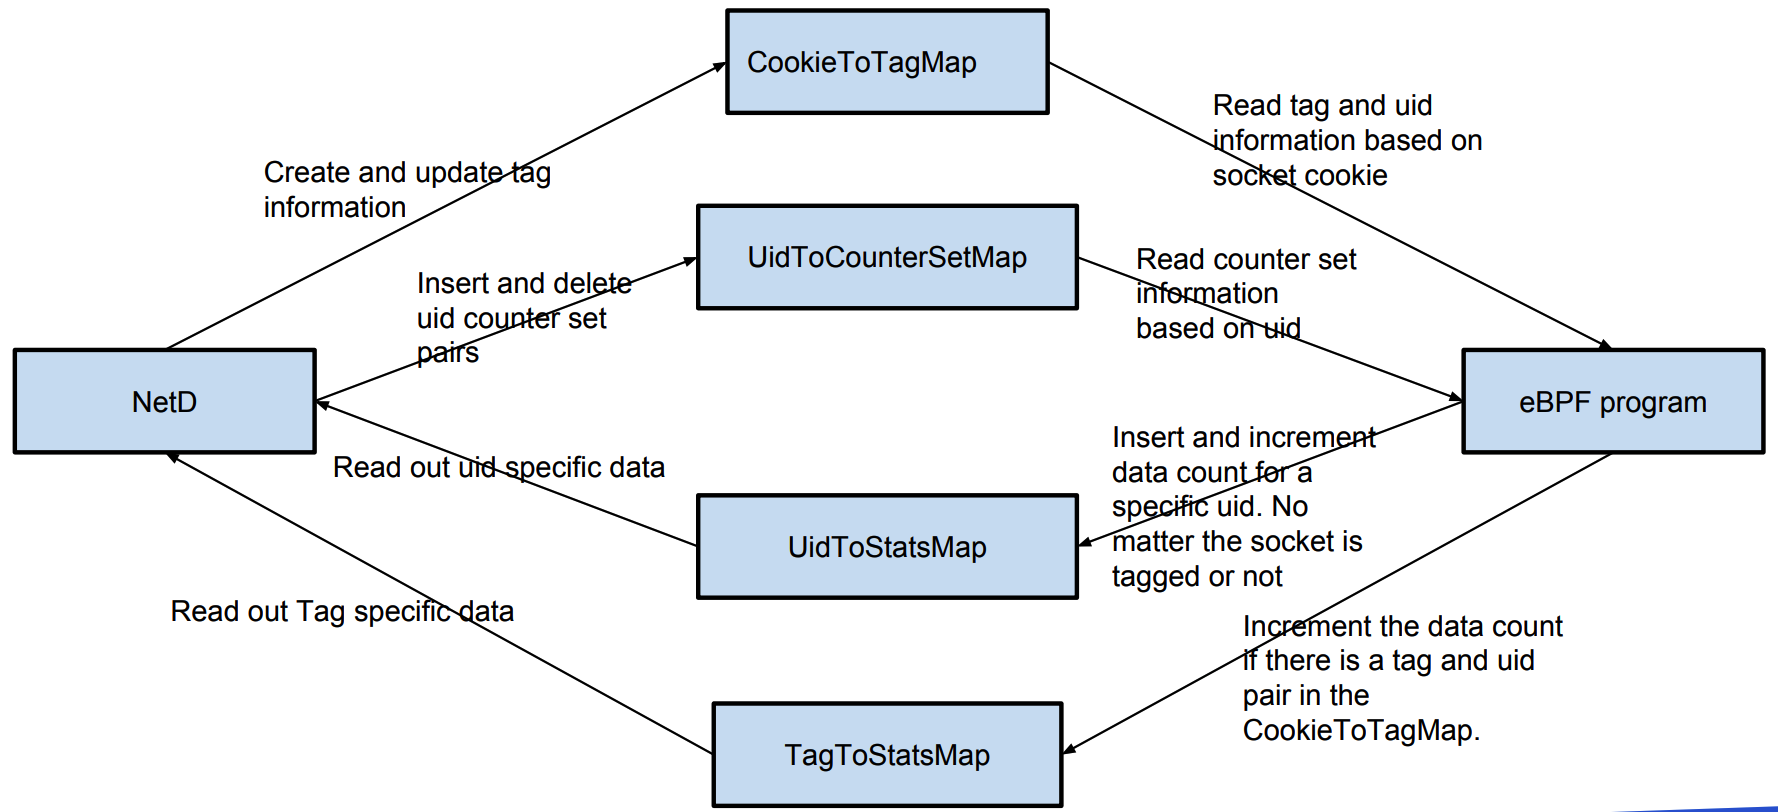 CookieToTagMap
Read tag and uid
information based on
socket cookie
Create and update tag
information
UidToCounterSetMap
Read counter set
information
based on uid
Insert and delete
uid counter set
pairs
NetD
eBPF program
Insert and increment
data count for a
specific uid. No
matter the socket is
tagged or not
Read out uid specific data
UidToStatsMap
Read out Tag specific data
Increment the data count
if there is a tag and uid
pair in the
CookieToTagMap.
TagToStatsMap